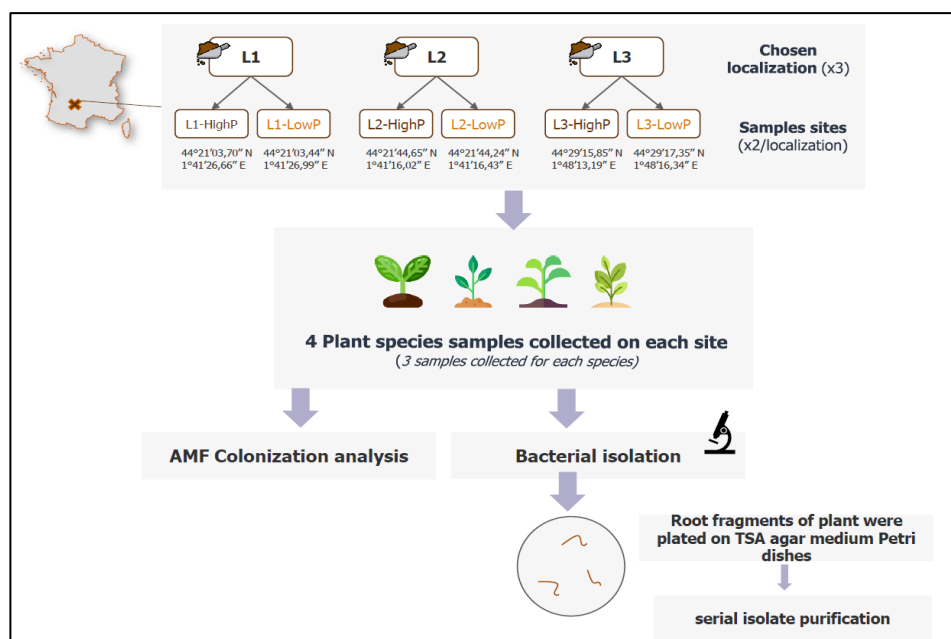 L1
L2
L3
Chosen
localization (x3)
L1-HighP
L1-LowP
L2-HighP
L2-LowP
L3-HighP
L3-LowP
Samples sites
(x2/localization)
44°21’03,70’’ N
1°41’26,66’’ E
44°21’03,44’’ N
1°41’26,99’’ E
44°21’44,65’’ N
1°41’16,02’’ E
44°21’44,24’’ N
1°41’16,43’’ E
44°29’15,85’’ N
1°48’13,19’’ E
44°29’17,35’’ N
1°48’16,34’’ E
4 Plant species samples collected on each site
(3 samples collected for each species)
AMF Colonization analysis
Bacterial isolation
Root fragments of plant were
plated on TSA agar medium Petri
dishes
serial isolate purification